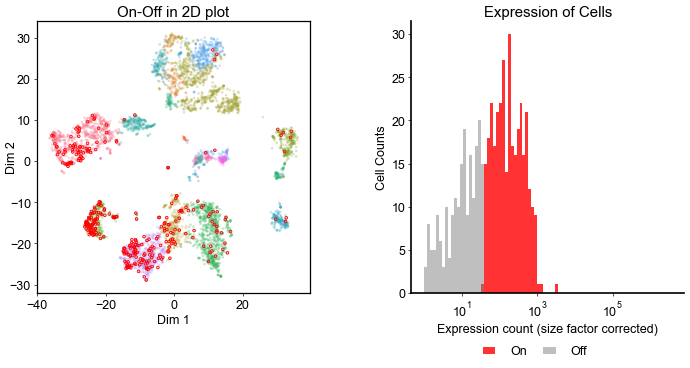 On-Off in 2D plot
30
20
10
0
−10
−20
−30
Dim 2
−40
−20
0
20
Dim 1
Expression of Cells
30
25
20
15
10
5
0
Cell Counts
10^1
10^3
10^5
Expression count (size factor corrected)
On
Off